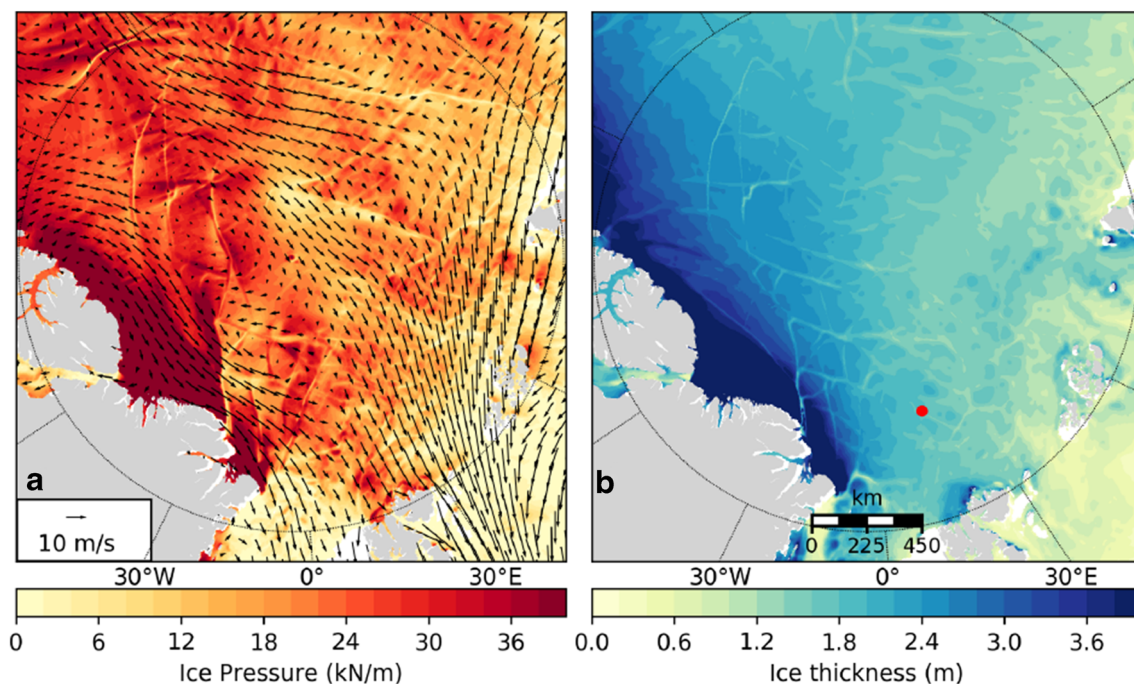 a
10 m/s
30°W 0° 30°E
0 6 12 18 24 30 36
Ice Pressure (kN/m)
b
km
0 225 450
30°W 0° 30°E
0.0 0.6 1.2 1.8 2.4 3.0 3.6
Ice thickness (m)